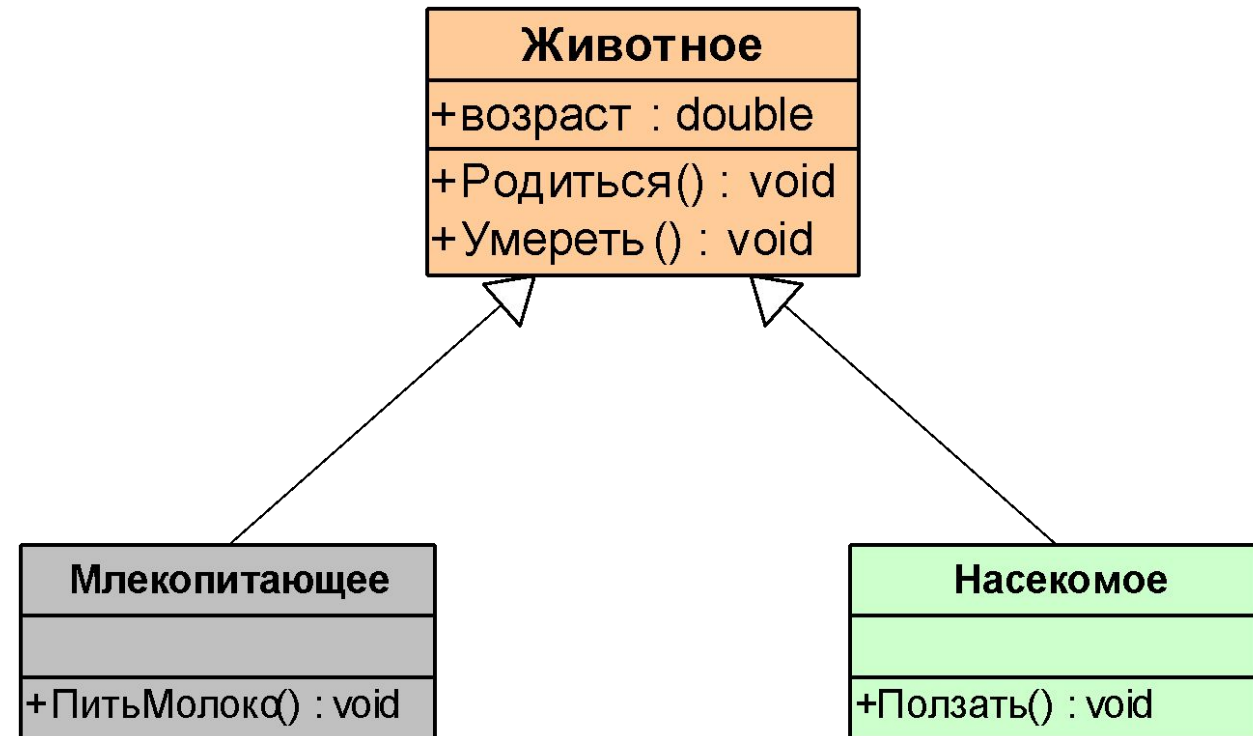 Животное
+возраст : double
+Родиться() : void
+Умереть() : void
Млекопитающее
+ПитьМолоко() : void
Насекомое
+Ползать() : void